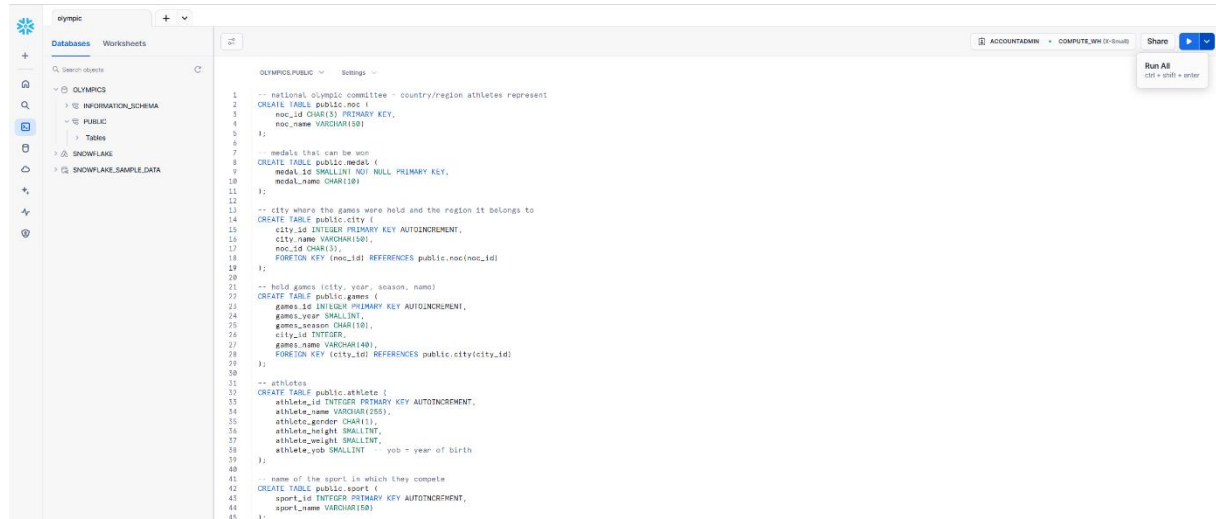 olympic
Databases Worksheets
Search objects
OLYMPICS
INFORMATION_SCHEMA
PUBLIC
Tables
SNOWFLAKE
SNOWFLAKE_SAMPLE_DATA
ACCOUNTADMIN • COMPUTE_WH (X-Small)
Share
Run All
ctrl + shift + enter
OLYMPICS.PUBLIC Settings
1 -- national olympic committee - country/region athletes represent
2 CREATE TABLE public.noc (
3 noc_id CHAR(3) PRIMARY KEY,
4 noc_name VARCHAR(50)
5 );
6
7 -- medals that can be won
8 CREATE TABLE public.medal (
9 medal_id SMALLINT NOT NULL PRIMARY KEY,
10 medal_name CHAR(10)
11 );
12
13 -- city where the games were held and the region it belongs to
14 CREATE TABLE public.city (
15 city_id INTEGER PRIMARY KEY AUTOINCREMENT,
16 city_name VARCHAR(50),
17 noc_id CHAR(3),
18 FOREIGN KEY (noc_id) REFERENCES public.noc(noc_id)
19 );
20
21 -- held games (city, year, season, name)
22 CREATE TABLE public.games (
23 games_id INTEGER PRIMARY KEY AUTOINCREMENT,
24 games_year SMALLINT,
25 games_season CHAR(10),
26 city_id INTEGER,
27 games_name VARCHAR(40),
28 FOREIGN KEY (city_id) REFERENCES public.city(city_id)
29 );
30
31 -- athletes
32 CREATE TABLE public.athlete (
33 athlete_id INTEGER PRIMARY KEY AUTOINCREMENT,
34 athlete_name VARCHAR(255),
35 athlete_gender CHAR(1),
36 athlete_height SMALLINT,
37 athlete_weight SMALLINT,
38 athlete_yob SMALLINT -- yob = year of birth
39 );
40
41 -- name of the sport in which they compete
42 CREATE TABLE public.sport (
43 sport_id INTEGER PRIMARY KEY AUTOINCREMENT,
44 sport_name VARCHAR(50)
45 );